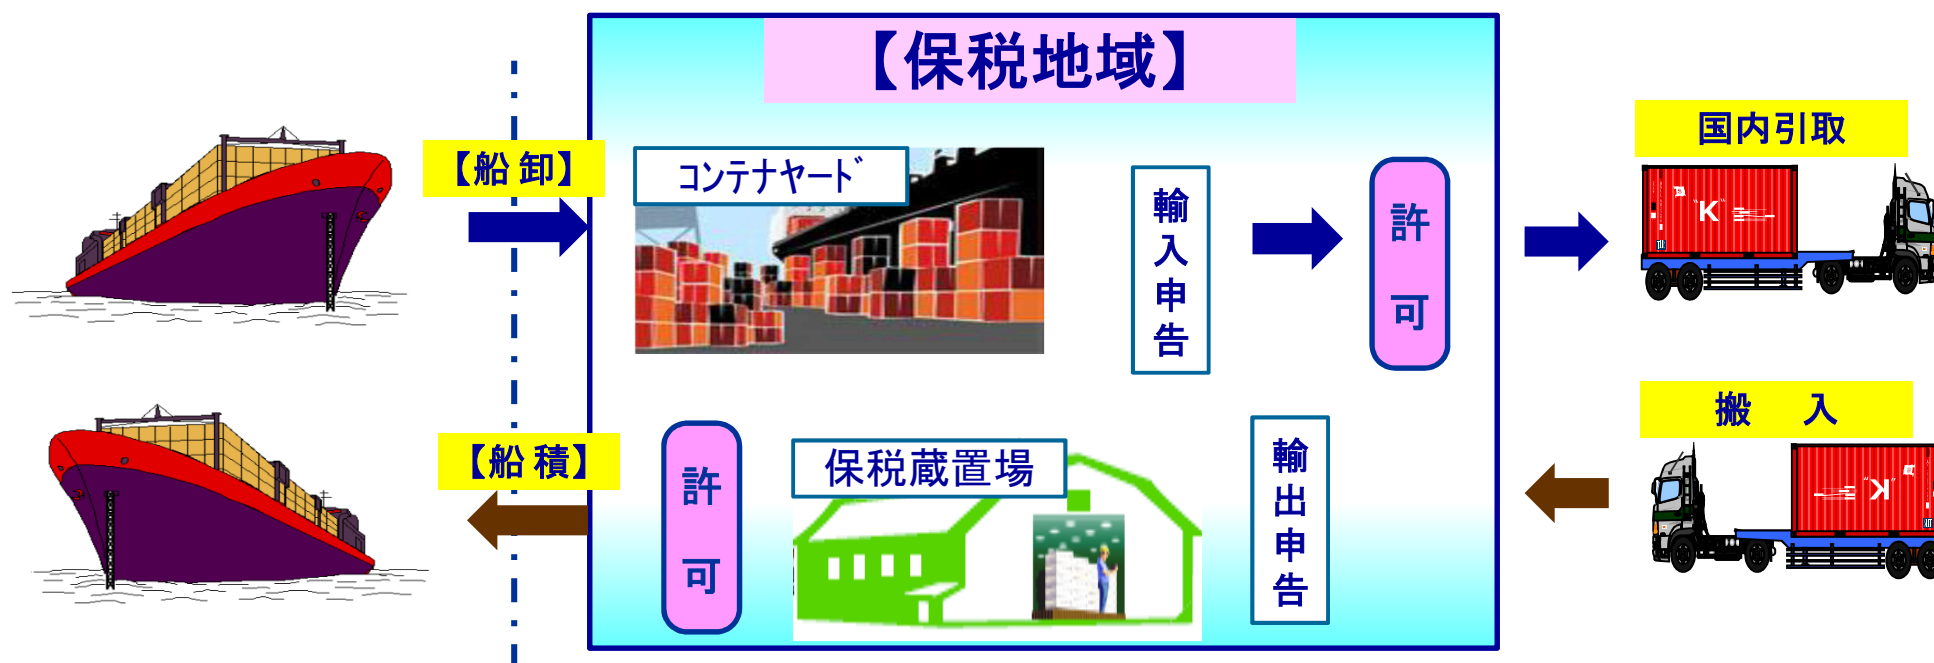 【保税地域】
【船卸】
コンテナヤード
輸入申告
許可
国内引取
"K"
【船積】
許可
保税蔵置場
輸出申告
搬入
"K"